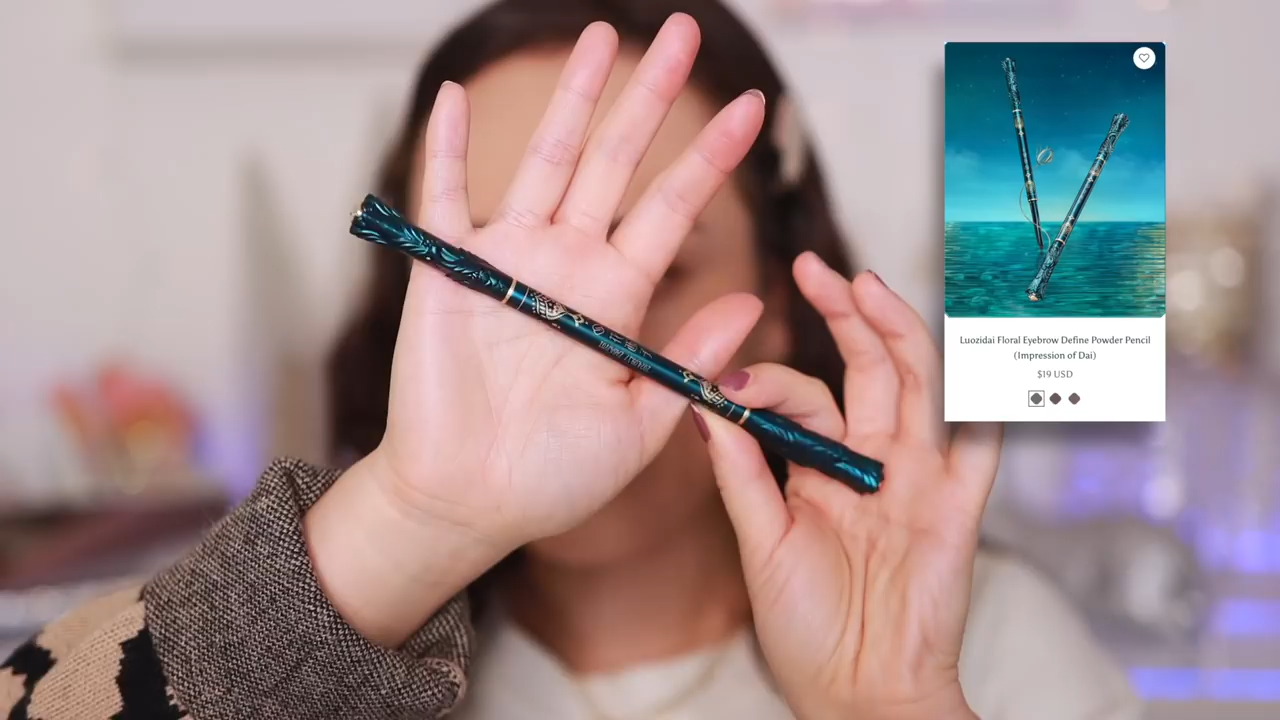 Luozidai Floral Eyebrow Define Powder Pencil
(Impression of Dai)
$19 USD